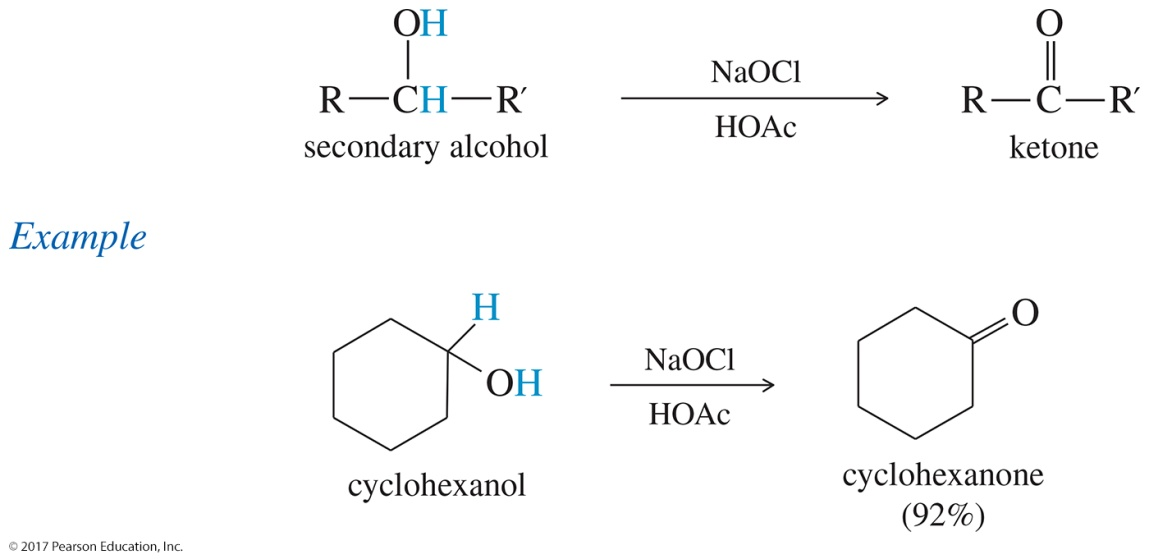 OH O
R—CH—R′ NaOCl HOAc R—C—R′
secondary alcohol ketone
Example
H O
OH NaOCl HOAc
cyclohexanol cyclohexanone
(92%)
© 2017 Pearson Education, Inc.